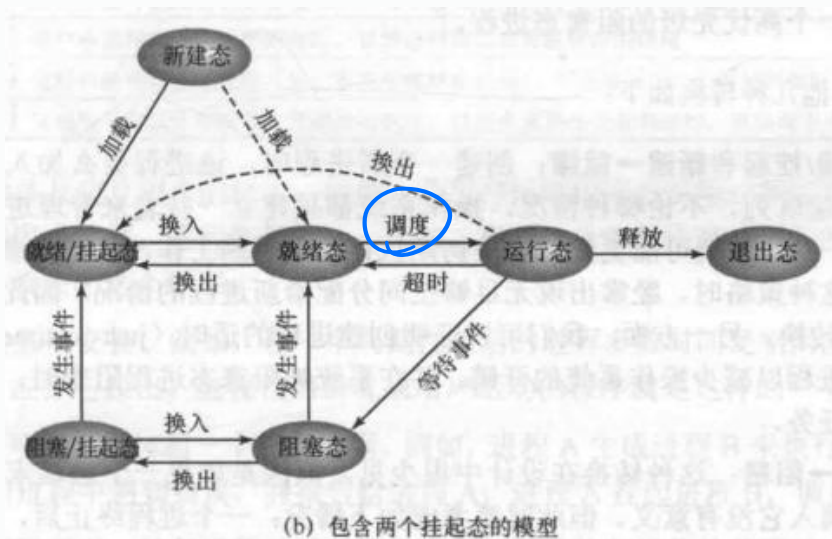 新建态
加载
加载
换出
换入
调度
就绪/挂起态
就绪态
运行态
释放
退出态
换出
超时
发生事件
发生事件
等待事件
换入
阻塞/挂起态
阻塞态
换出
(b) 包含两个挂起态的模型